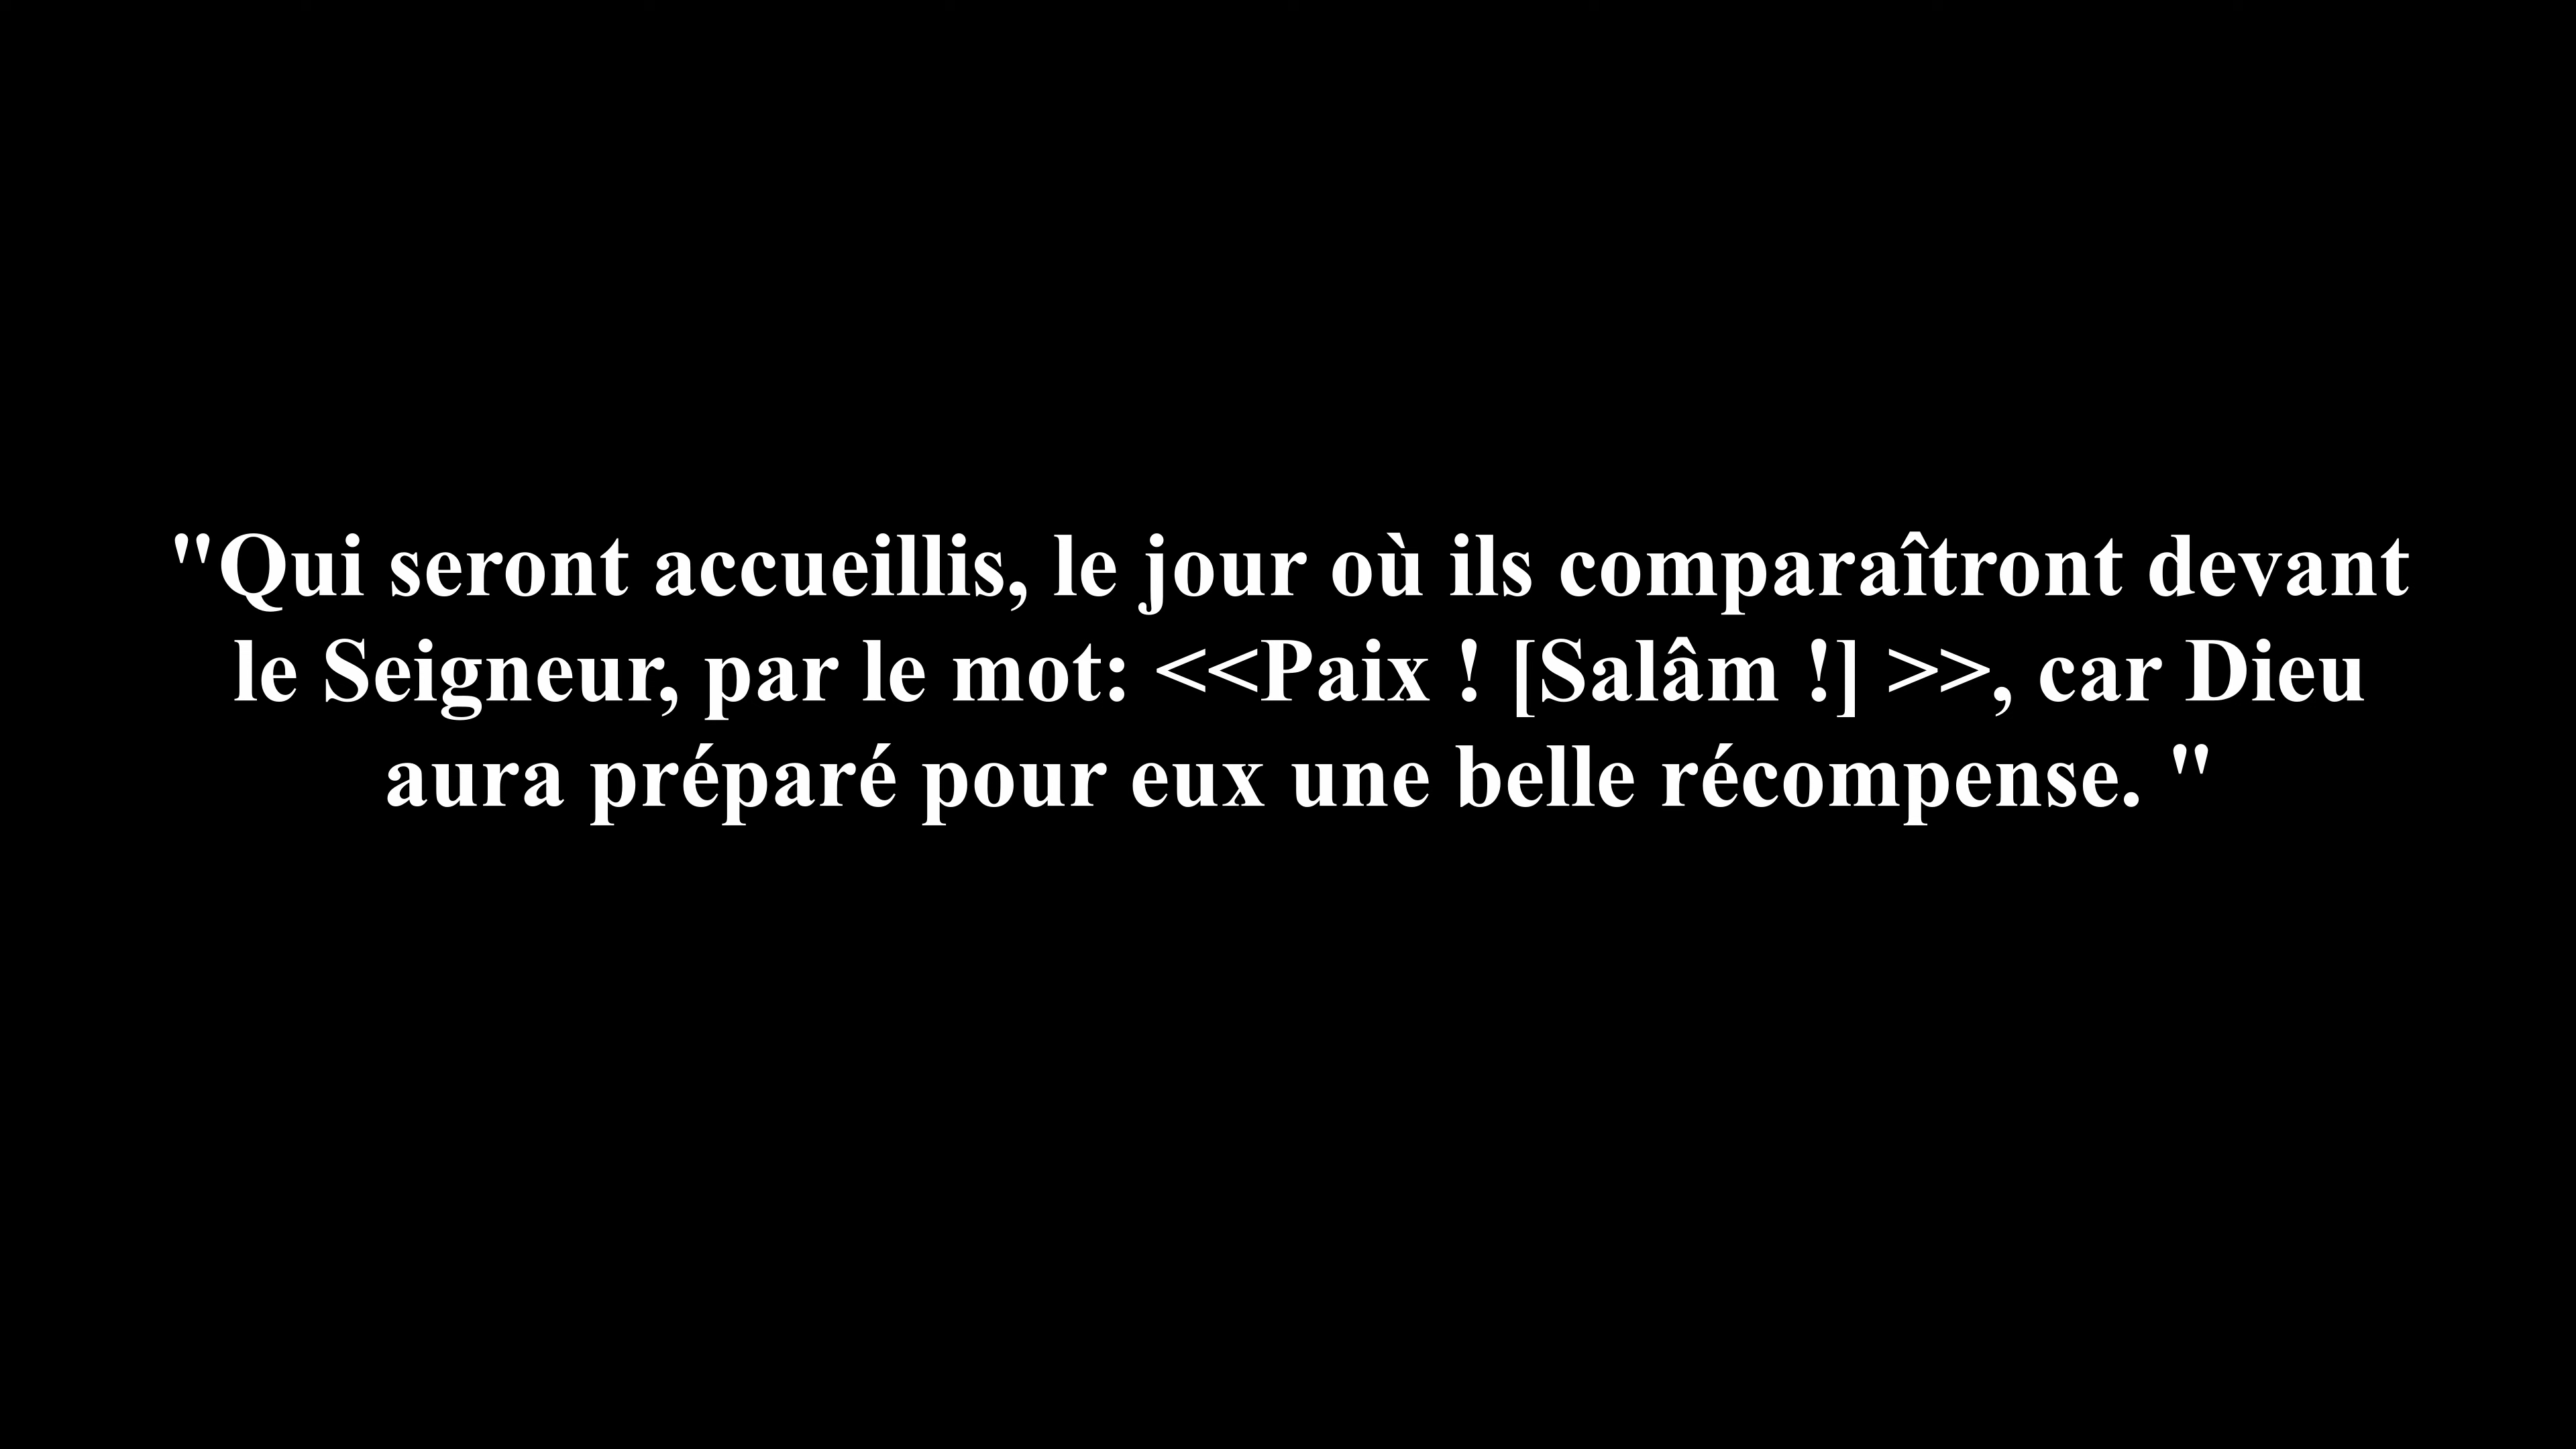 "Qui seront accueillis, le jour où ils comparaîtront devant
le Seigneur, par le mot: <<Paix ! [Salâm !] >>, car Dieu
aura préparé pour eux une belle récompense. "